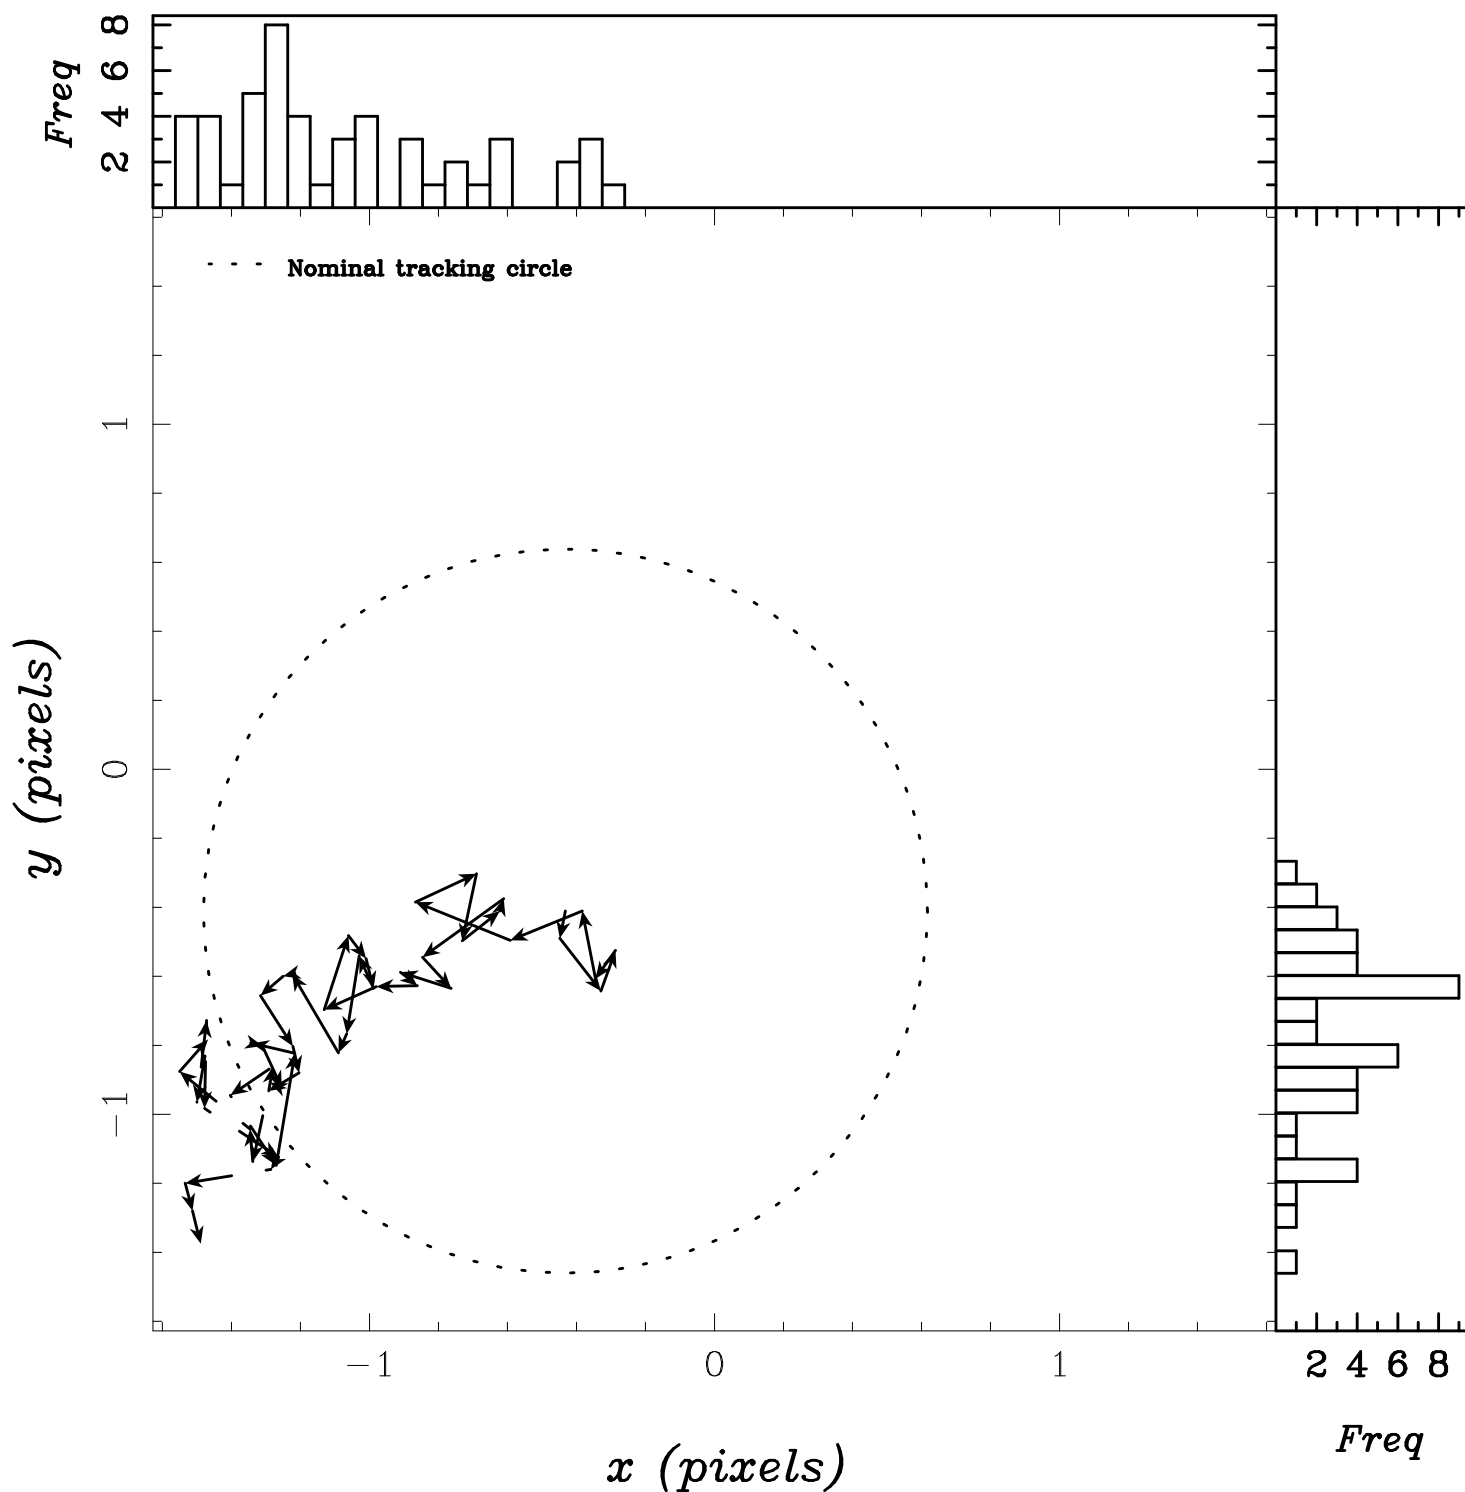 Freq
8
6
4
2
Nominal tracking circle
y (pixels)
1
0
−1
−1 0 1
x (pixels)
2 4 6 8
Freq